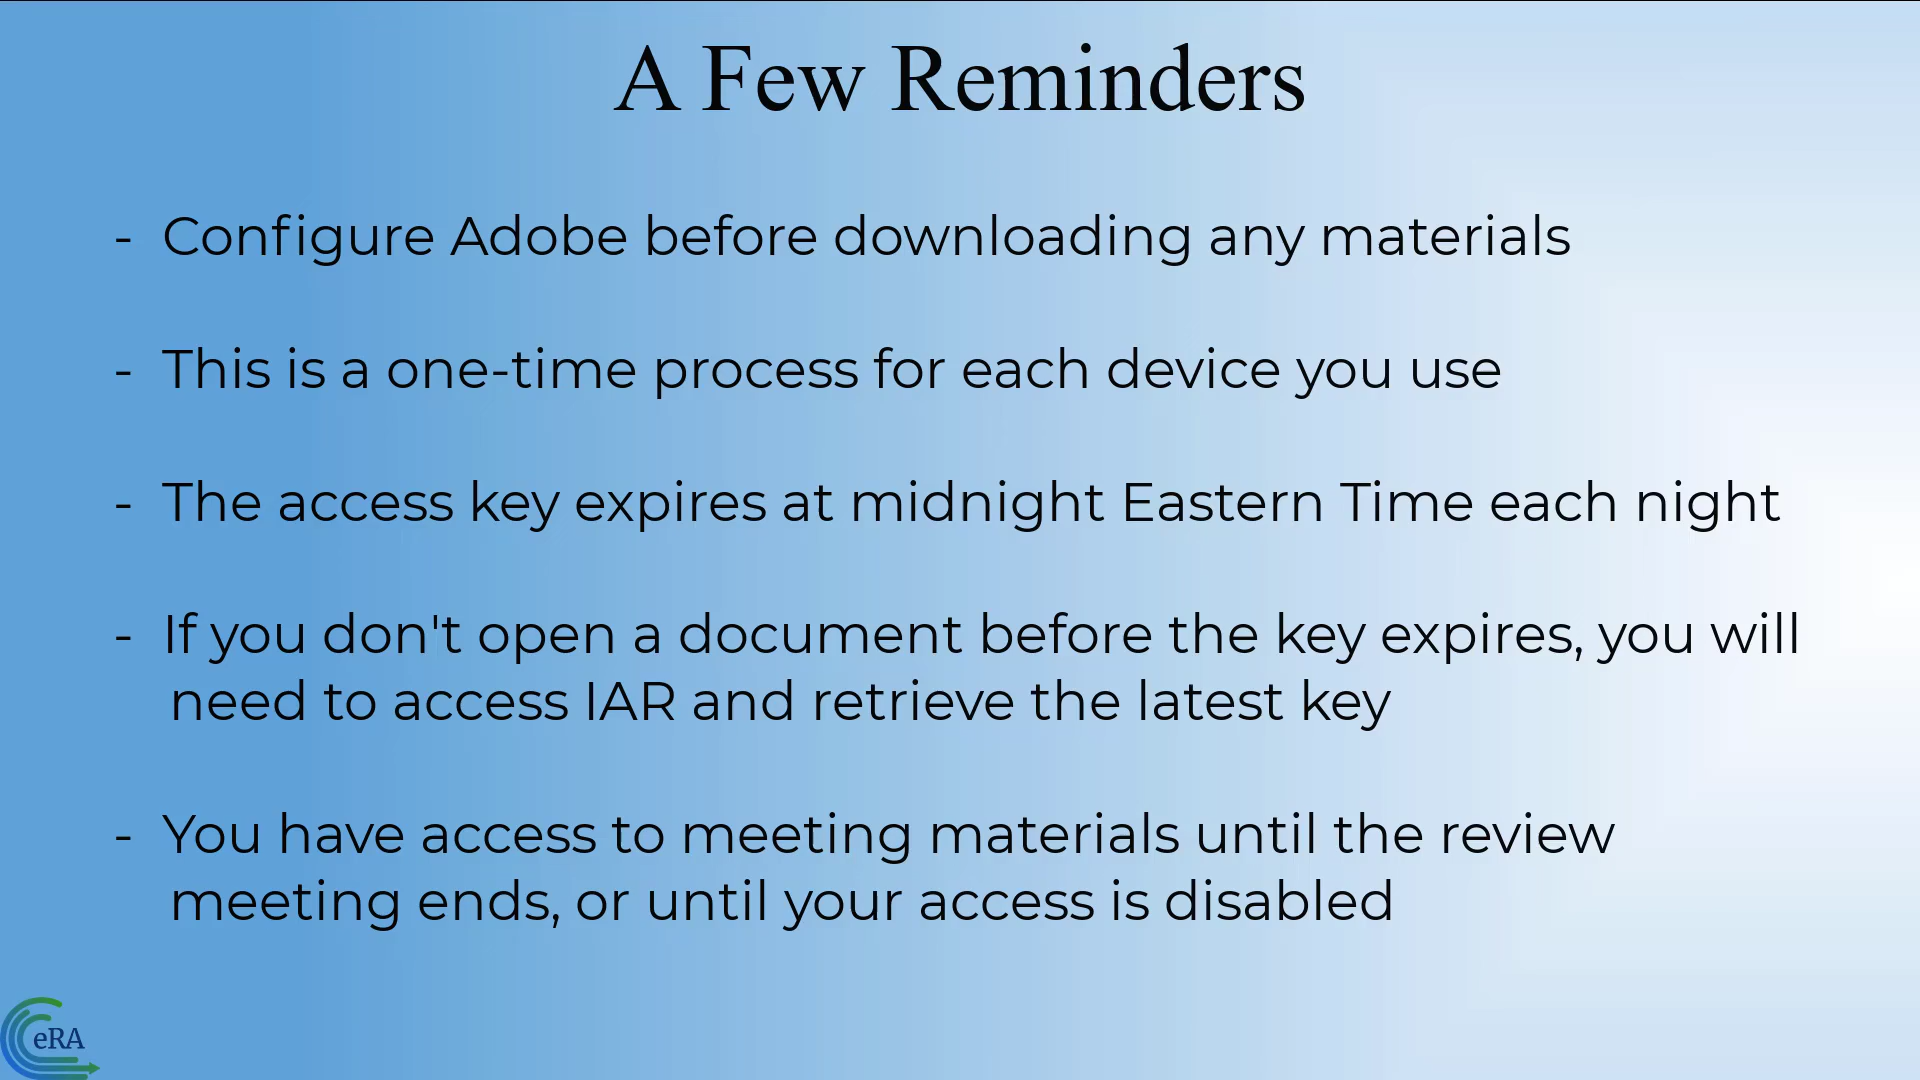 A Few Reminders
- Configure Adobe before downloading any materials
- This is a one-time process for each device you use
- The access key expires at midnight Eastern Time each night
- If you don't open a document before the key expires, you will
need to access IAR and retrieve the latest key
- You have access to meeting materials until the review
meeting ends, or until your access is disabled
eRA